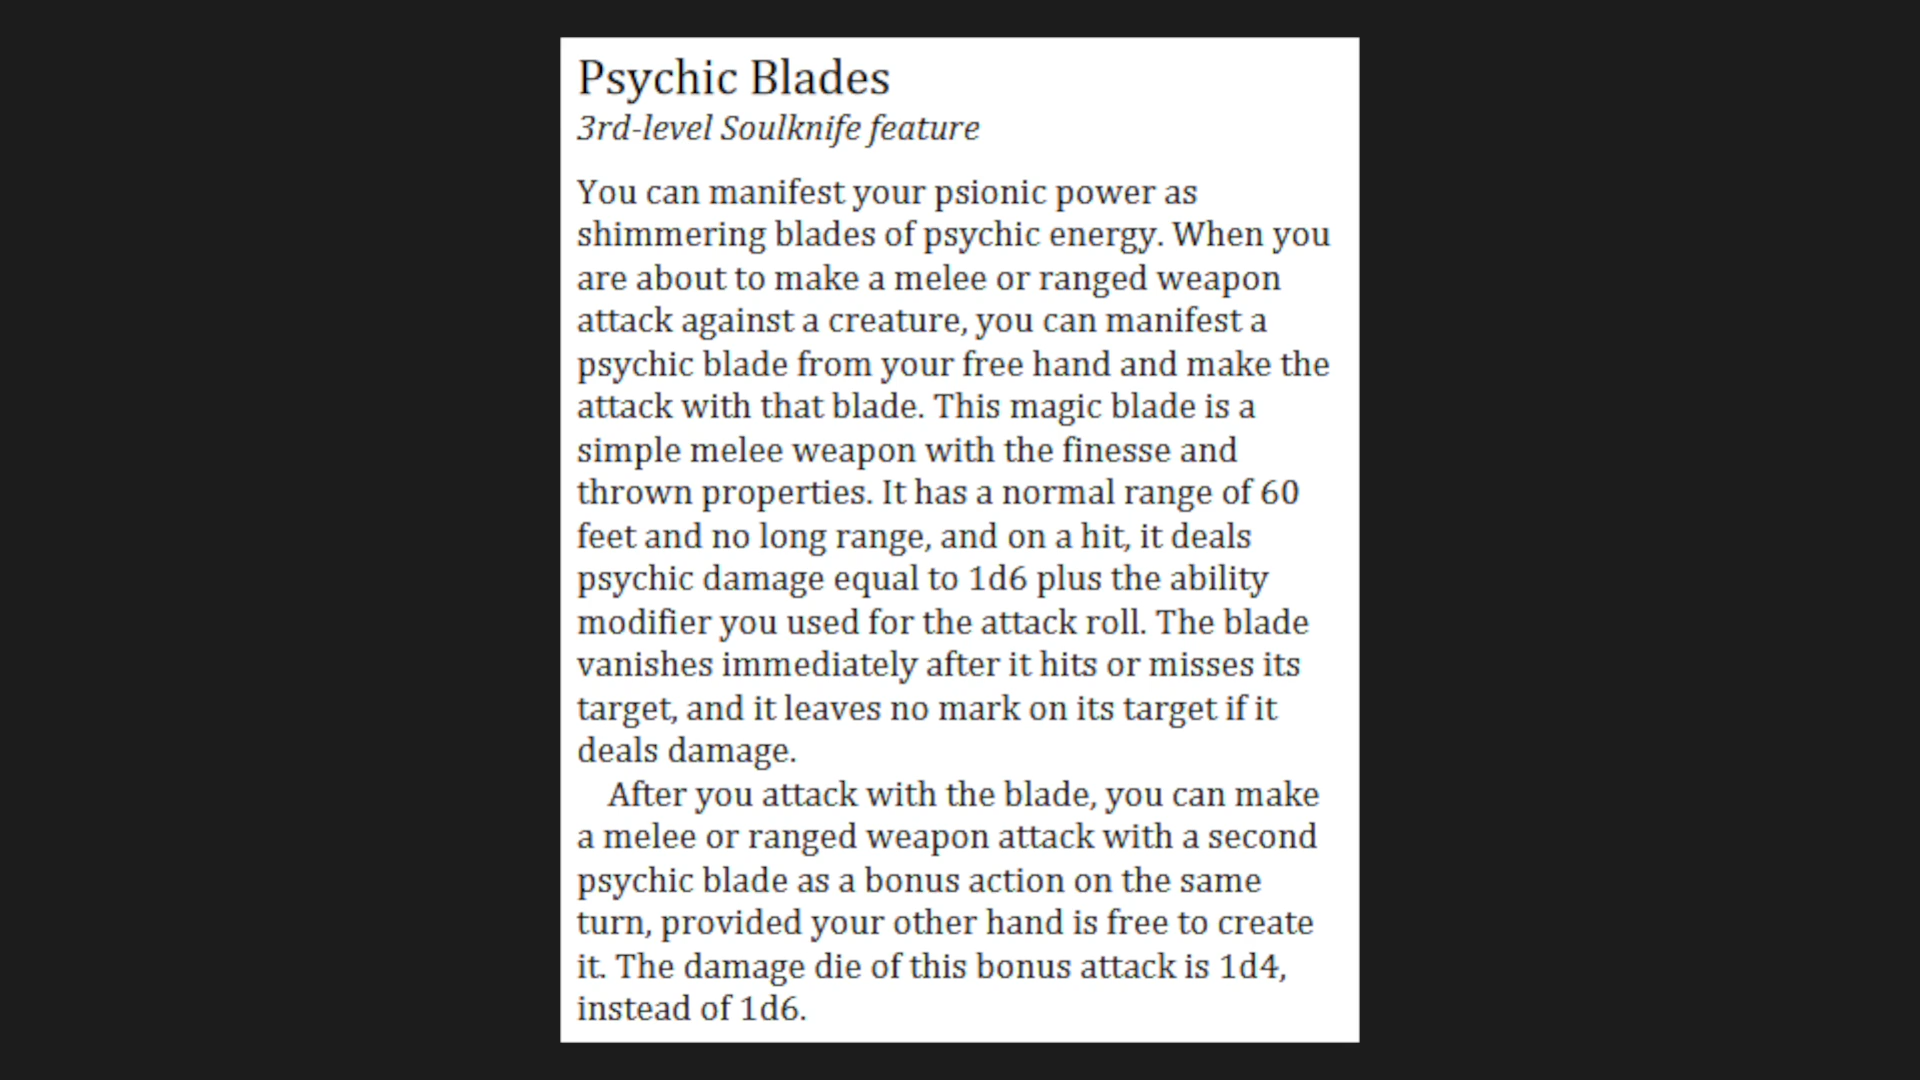 Psychic Blades
3rd-level Soulknife feature
You can manifest your psionic power as
shimmering blades of psychic energy. When you
are about to make a melee or ranged weapon
attack against a creature, you can manifest a
psychic blade from your free hand and make the
attack with that blade. This magic blade is a
simple melee weapon with the finesse and
thrown properties. It has a normal range of 60
feet and no long range, and on a hit, it deals
psychic damage equal to 1d6 plus the ability
modifier you used for the attack roll. The blade
vanishes immediately after it hits or misses its
target, and it leaves no mark on its target if it
deals damage.
After you attack with the blade, you can make
a melee or ranged weapon attack with a second
psychic blade as a bonus action on the same
turn, provided your other hand is free to create
it. The damage die of this bonus attack is 1d4,
instead of 1d6.